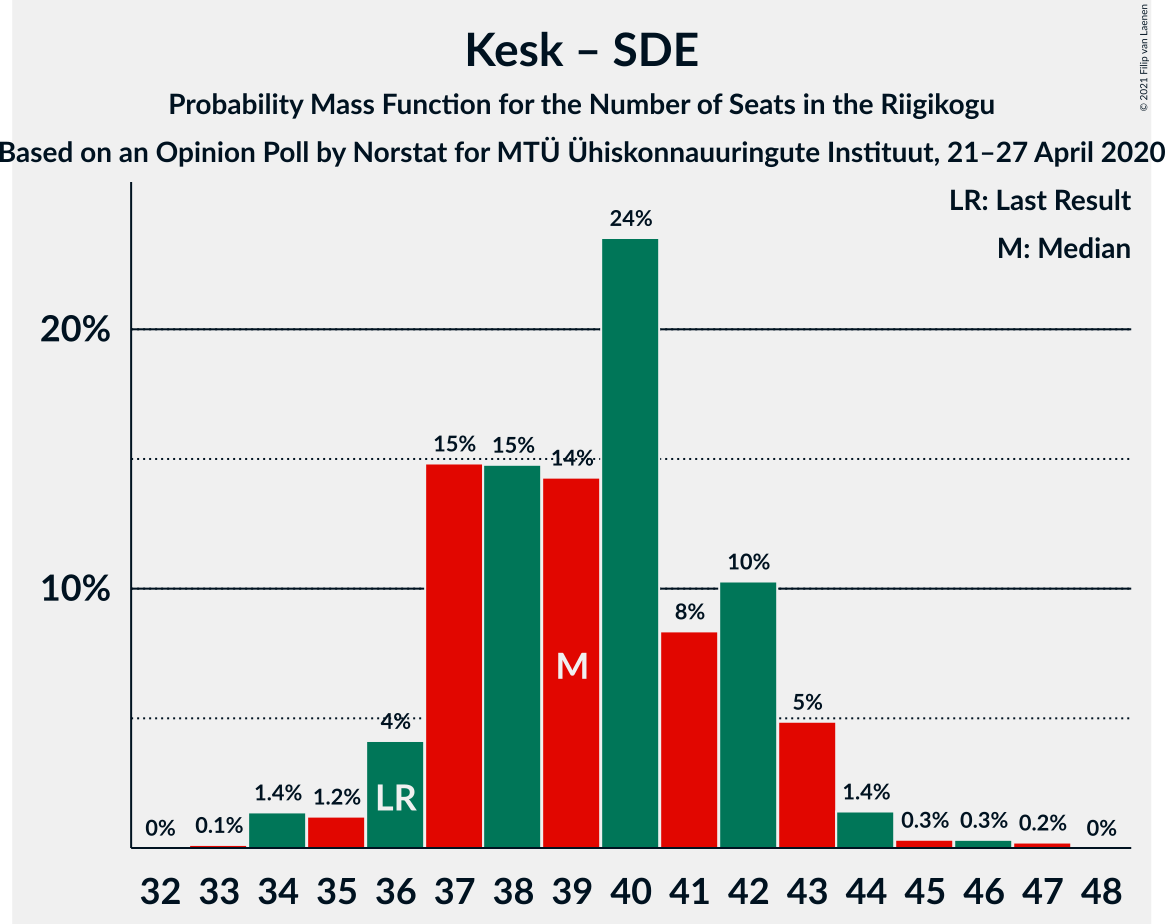 Kesk – SDE
Probability Mass Function for the Number of Seats in the Riigikogu
Based on an Opinion Poll by Norstat for MTÜ Ühiskonnauuringute Instituut, 21–27 April 2020
© 2021 Filip van Laenen
LR: Last Result
M: Median
24%
20%
15% 15% 14%
10%
10%
8%
M
5%
4%
LR
1.4% 1.2% 1.4%
0% 0.1% 0.3% 0.3% 0.2% 0%
32 33 34 35 36 37 38 39 40 41 42 43 44 45 46 47 48